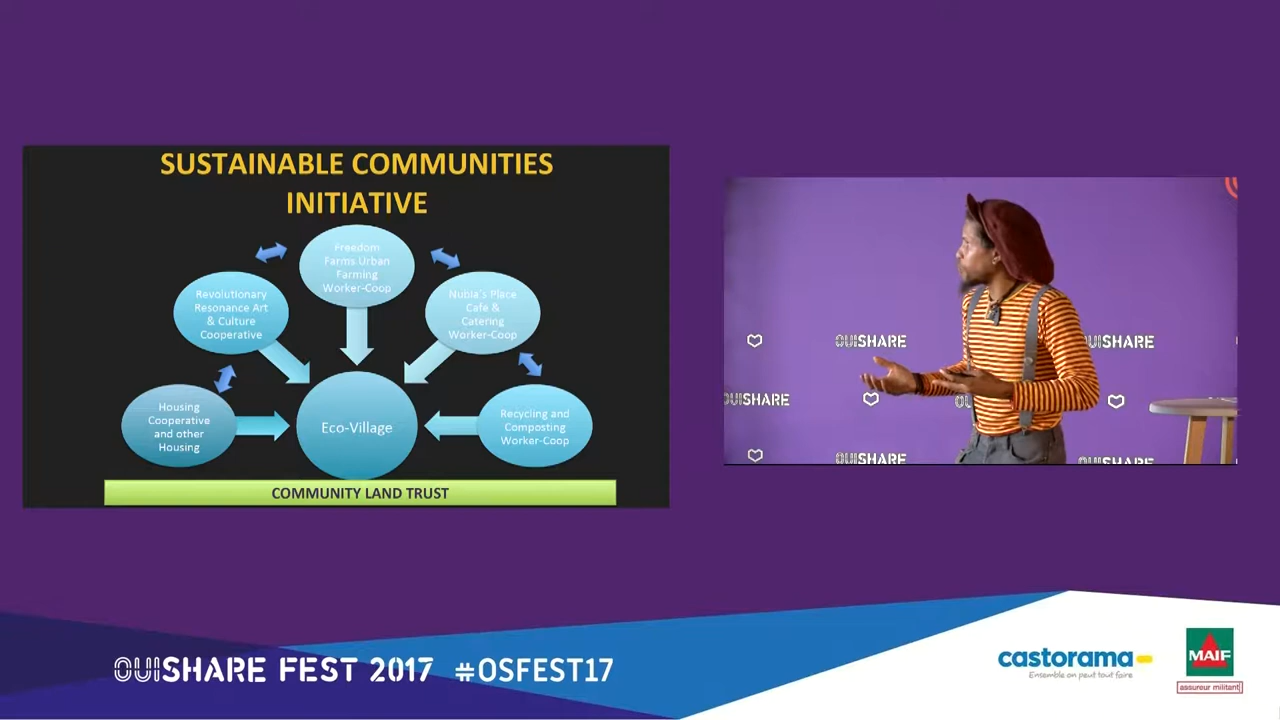 SUSTAINABLE COMMUNITIES
INITIATIVE
Freedom
Farms Urban
Farming
Worker-Coop
Revolutionary
Resonance Art
& Culture
Cooperative
Nubia's Place
Cafe &
Catering
Worker-Coop
Housing
Cooperative
and other
Housing
Eco-Village
Recycling and
Composting
Worker-Coop
COMMUNITY LAND TRUST
OUISHARE
OUISHARE
OUISHARE
OUISHARE
OUISHARE
OUISHARE FEST 2017 #OSFEST17
castorama
Ensemble on peut tout faire
MAIF
assureur militant